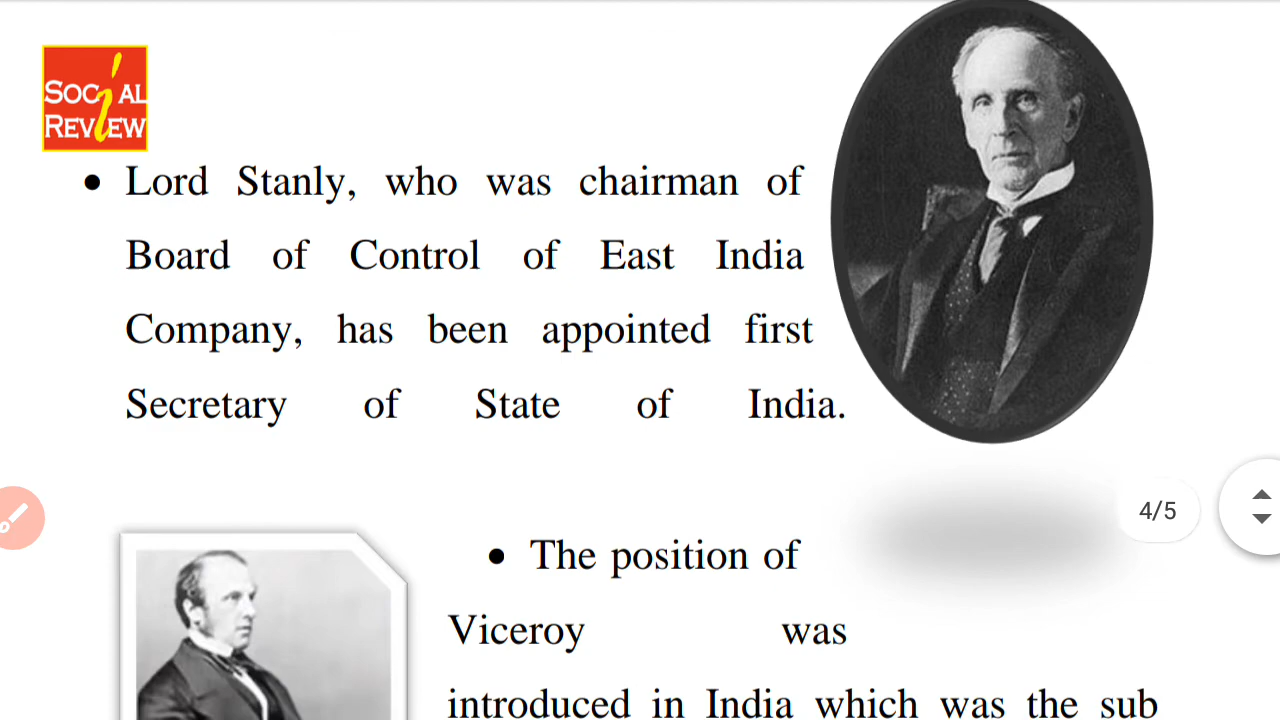 SOCiAL
REViEW
• Lord Stanly, who was chairman of
Board of Control of East India
Company, has been appointed first
Secretary of State of India.
4/5
• The position of
Viceroy was
introduced in India which was the sub